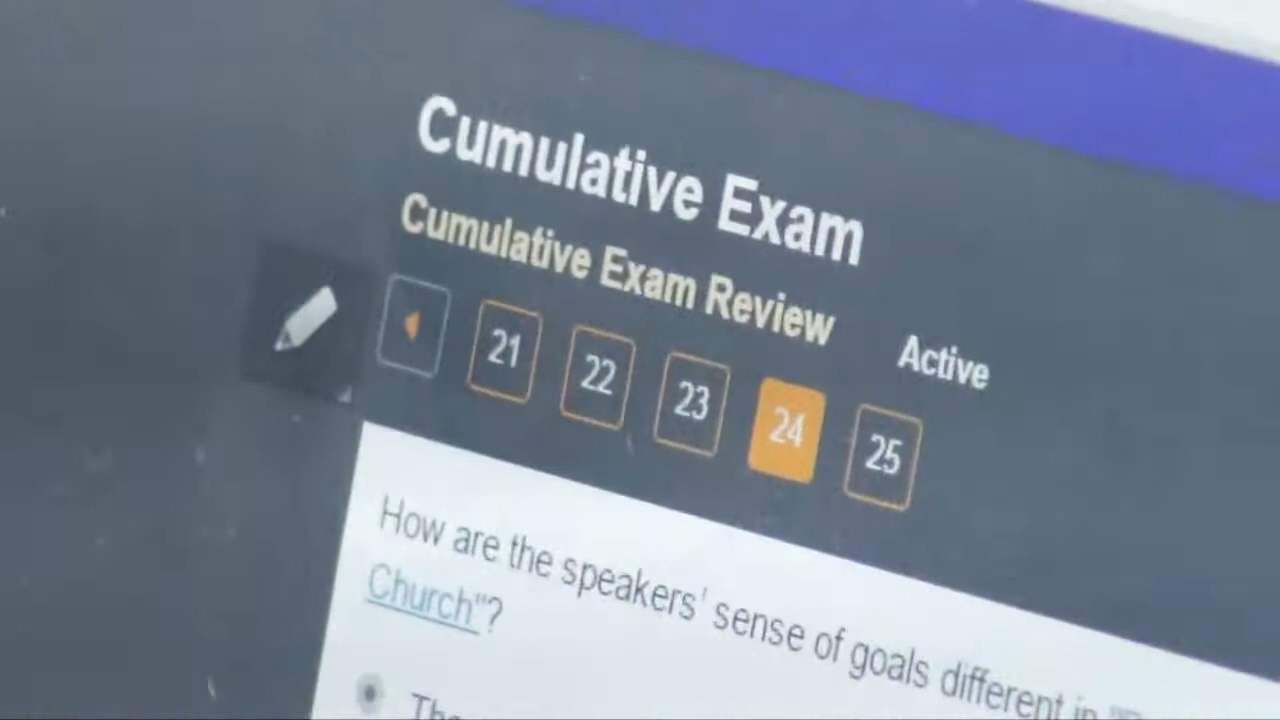 Cumulative Exam
Cumulative Exam Review
Active
21 22 23 24 25
How are the speakers' sense of goals different in
Church"?